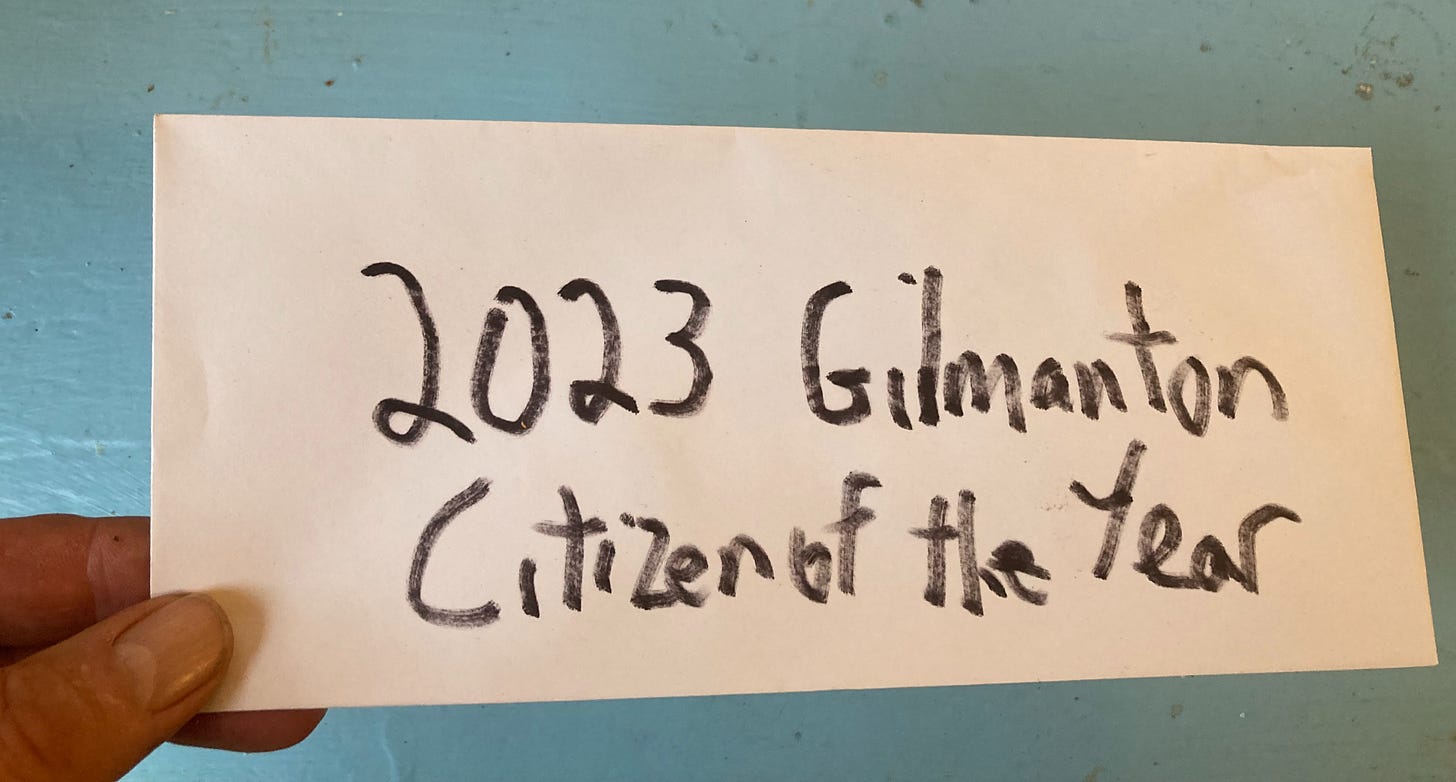 2023 Gilmanton
Citizen of the Year